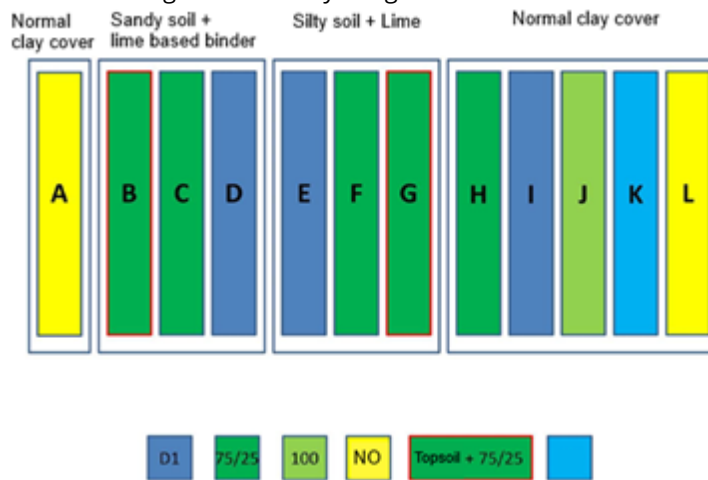 Normal
clay cover
Sandy soil +
lime based binder
Silty soil + Lime
Normal clay cover
A
B
C
D
E
F
G
H
I
J
K
L
D1
75/25
100
NO
Topsoil + 75/25